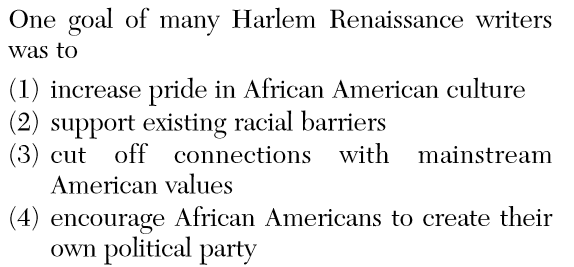 One goal of many Harlem Renaissance writers
was to
(1) increase pride in African American culture
(2) support existing racial barriers
(3) cut off connections with mainstream
American values
(4) encourage African Americans to create their
own political party